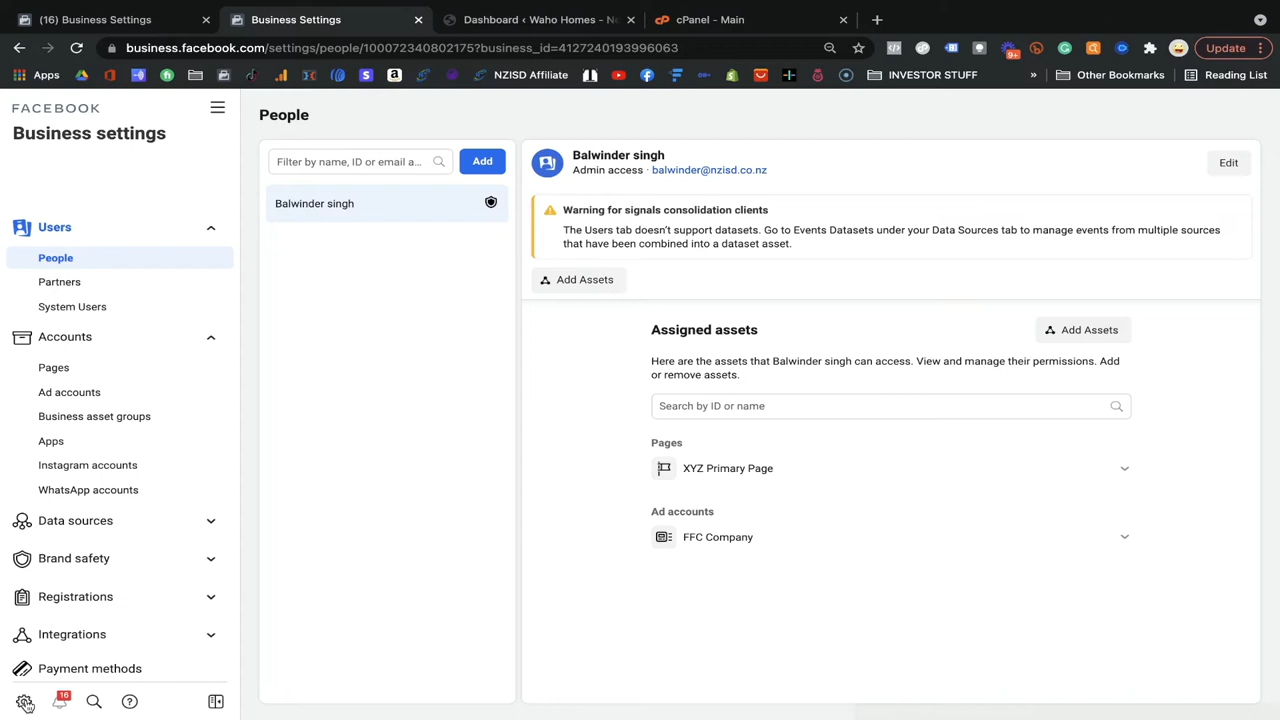 (16) Business Settings
Business Settings
Dashboard ‹ Waho Homes - Ne
cPanel - Main
business.facebook.com/settings/people/100072340802175?business_id=4127240193996063
Update
Apps
NZISD Affiliate
INVESTOR STUFF
»
Other Bookmarks
Reading List
FACEBOOK
Business settings
Users
People
Partners
System Users
Accounts
Pages
Ad accounts
Business asset groups
Apps
Instagram accounts
WhatsApp accounts
Data sources
Brand safety
Registrations
Integrations
Payment methods
16
People
Filter by name, ID or email a...
Add
Balwinder singh
Balwinder singh
Admin access · balwinder@nzisd.co.nz
Edit
Warning for signals consolidation clients
The Users tab doesn't support datasets. Go to Events Datasets under your Data Sources tab to manage events from multiple sources
that have been combined into a dataset asset.
Add Assets
Assigned assets
Add Assets
Here are the assets that Balwinder singh can access. View and manage their permissions. Add
or remove assets.
Search by ID or name
Pages
XYZ Primary Page
Ad accounts
FFC Company